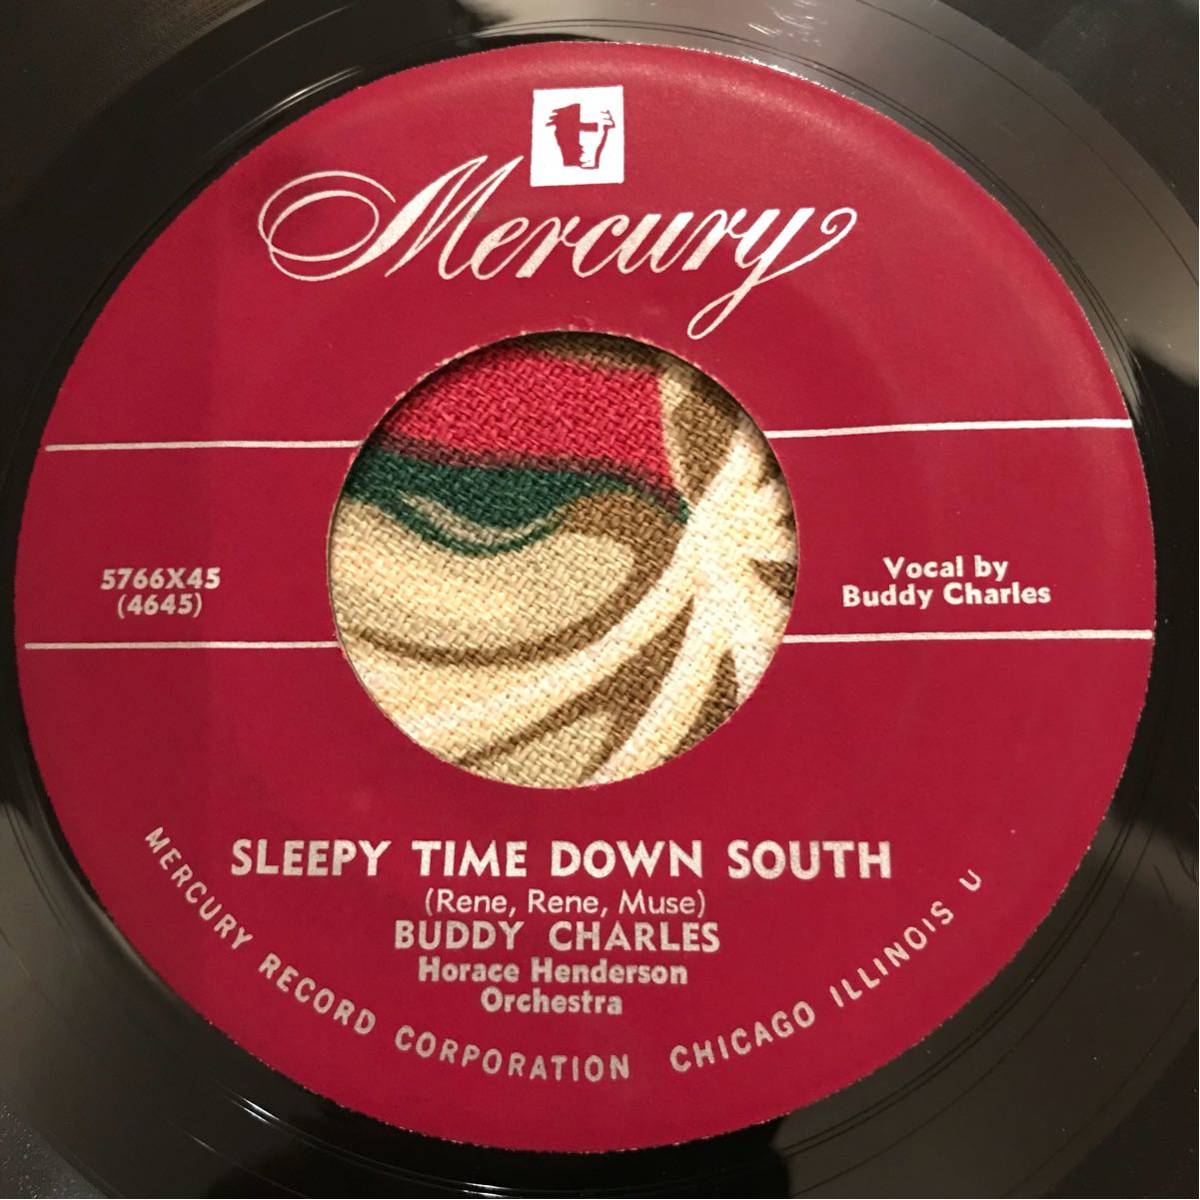 Mercury
5766X45
(4645)
Vocal by
Buddy Charles
SLEEPY TIME DOWN SOUTH
(Rene, Rene, Muse)
BUDDY CHARLES
Horace Henderson
Orchestra
MERCURY RECORD CORPORATION CHICAGO ILLINOIS U